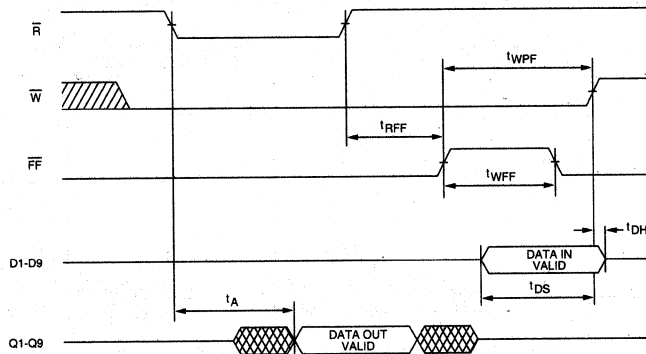 R
tWPF
W
tRFF
FF
tWFF
tDH
D1-D9
DATA IN
VALID
tDS
tA
Q1-Q9
DATA OUT
VALID